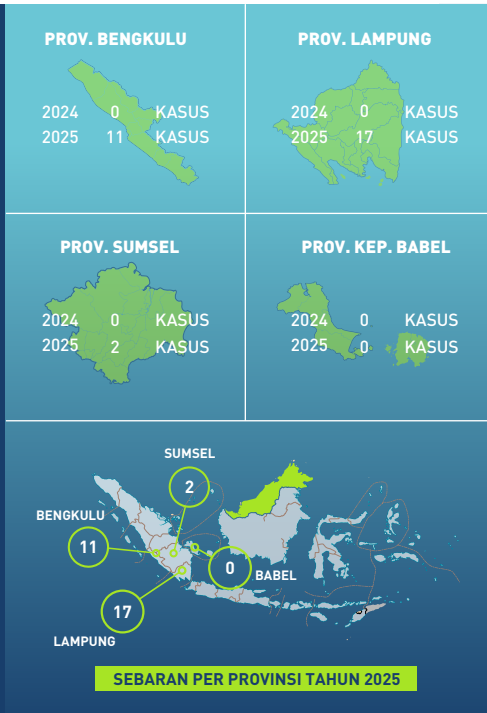 PROV. BENGKULU
2024 0 KASUS
2025 11 KASUS
PROV. LAMPUNG
2024 0 KASUS
2025 17 KASUS
PROV. SUMSEL
2024 0 KASUS
2025 2 KASUS
PROV. KEP. BABEL
2024 0 KASUS
2025 0 KASUS
SUMSEL
2
BENGKULU
11
0
BABEL
17
LAMPUNG
SEBARAN PER PROVINSI TAHUN 2025